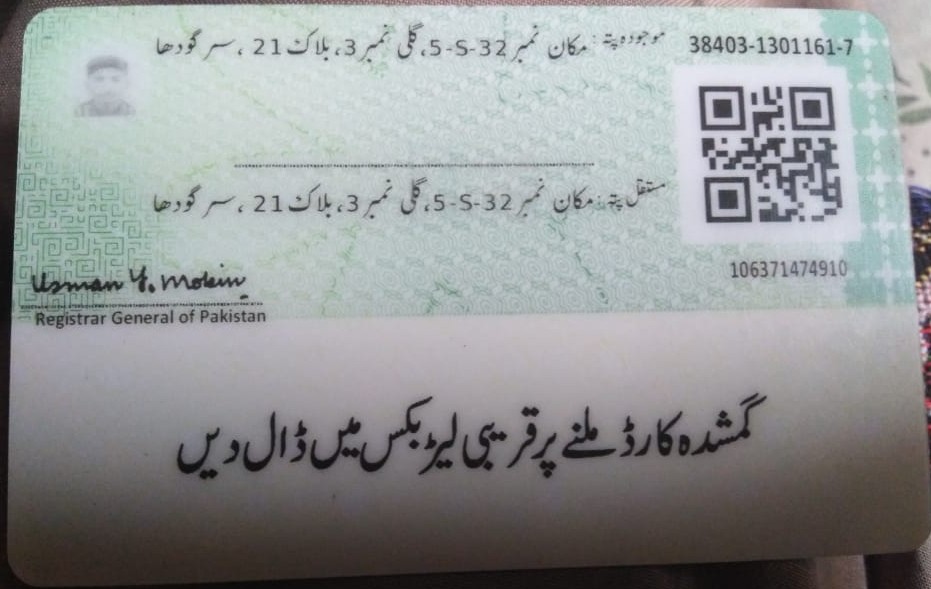 موجودہ پتہ: مکان نمبر 5-S-32، گلی نمبر 3، بلاک 21، سرگودھا
38403-1301161-7
مستقل پتہ: مکان نمبر 5-S-32، گلی نمبر 3، بلاک 21، سرگودھا
106371474910
Usman Y. Mobin
Registrar General of Pakistan
گمشدہ کارڈ ملنے پر قریبی لیٹر بکس میں ڈال دیں